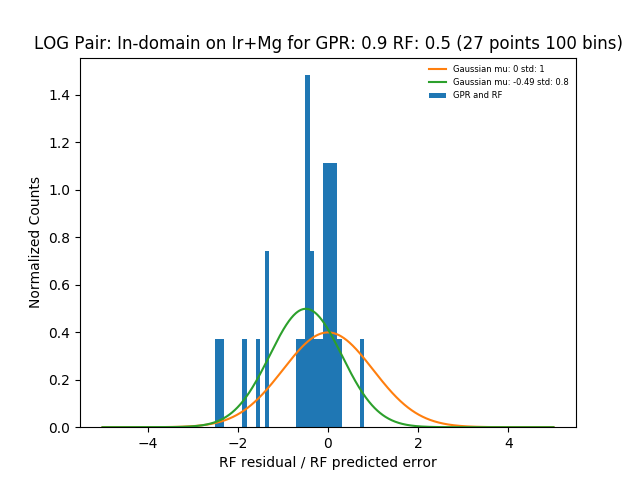 LOG Pair: In-domain on Ir+Mg for GPR: 0.9 RF: 0.5 (27 points 100 bins)
Gaussian mu: 0 std: 1
Gaussian mu: -0.49 std: 0.8
GPR and RF
Normalized Counts
1.4
1.2
1.0
0.8
0.6
0.4
0.2
0.0
−4 −2 0 2 4
RF residual / RF predicted error